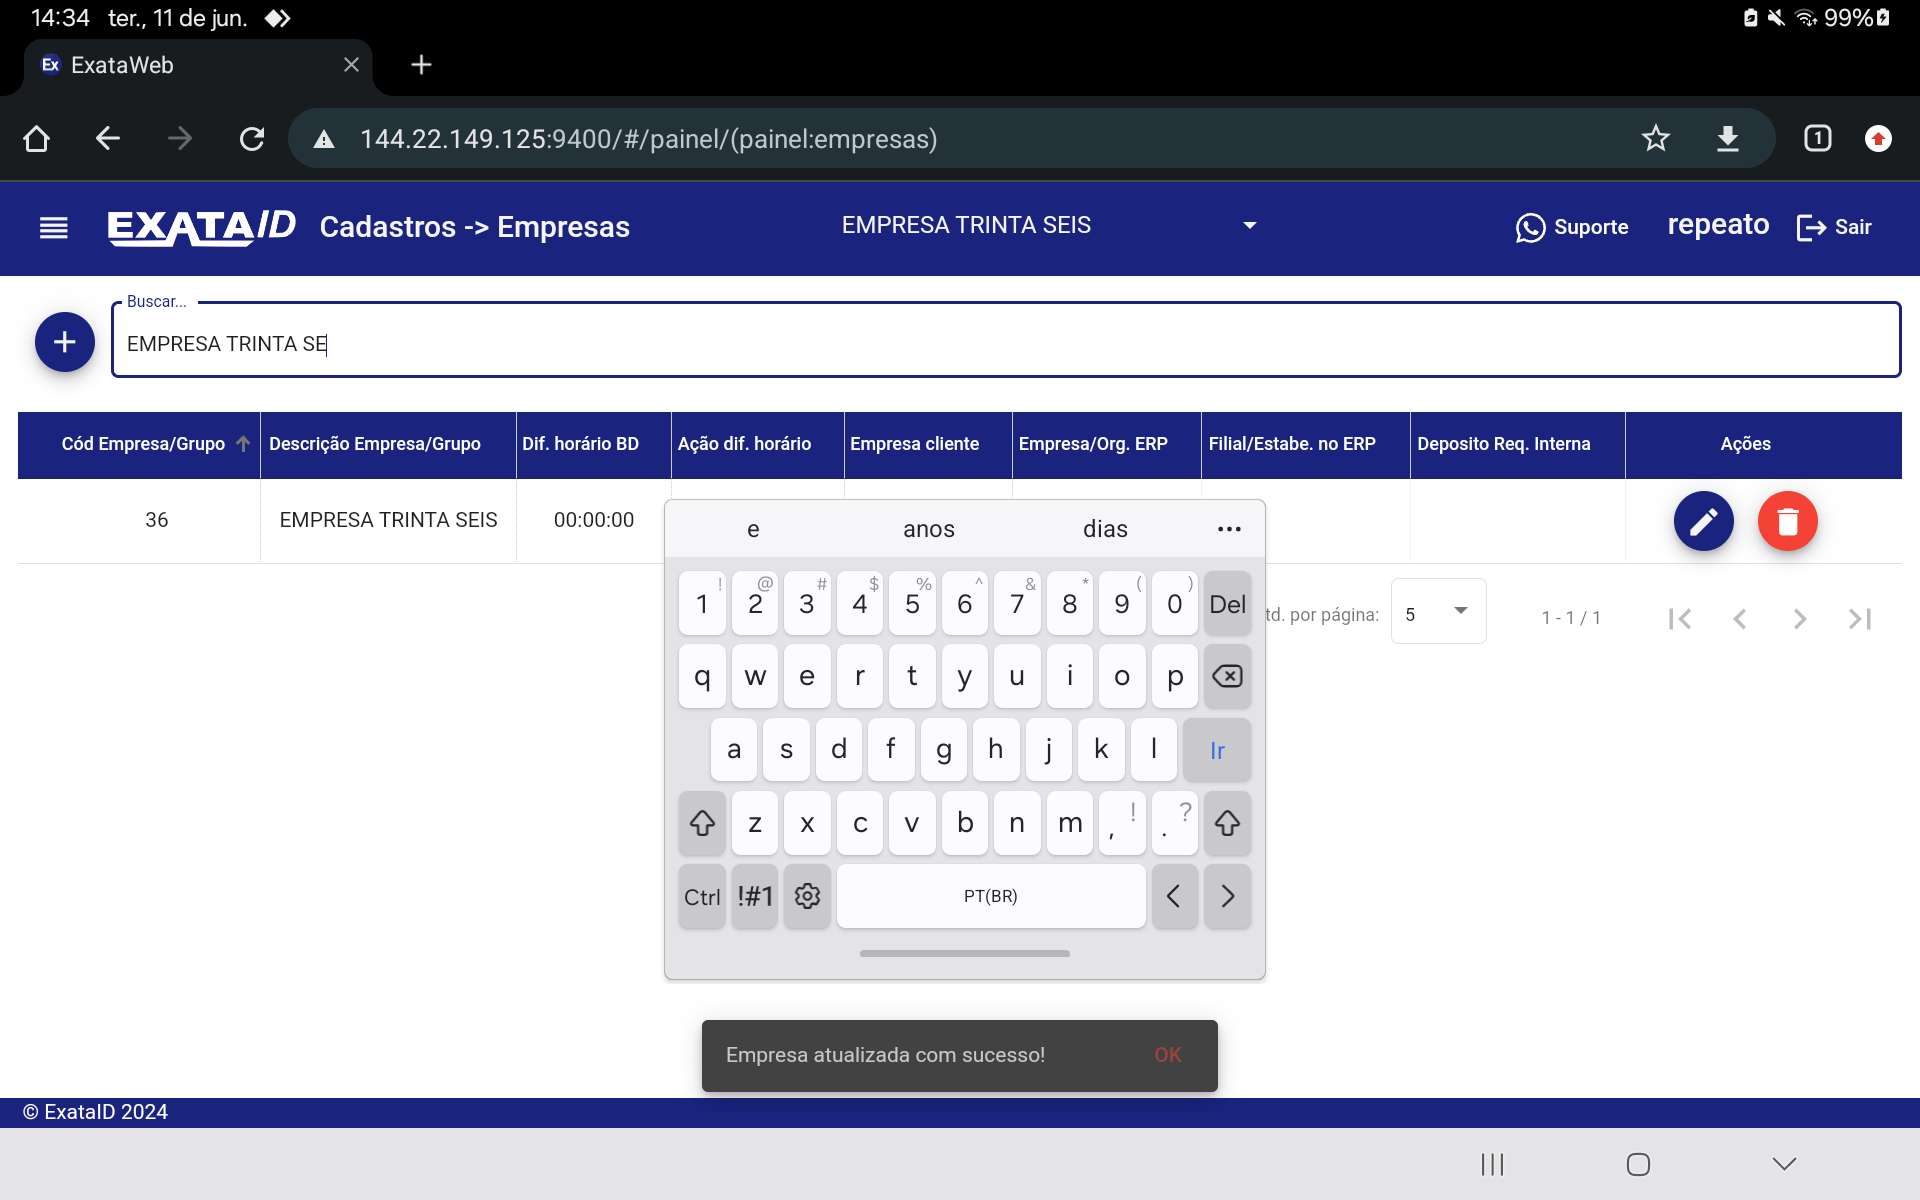 14:34 ter., 11 de jun. 99%
Ex ExataWeb
144.22.149.125:9400/#/painel/(painel:empresas) 1
EXATAID Cadastros -> Empresas EMPRESA TRINTA SEIS Suporte repeato Sair
Buscar...
EMPRESA TRINTA SE
Cód Empresa/Grupo Descrição Empresa/Grupo Dif. horário BD Ação dif. horário Empresa cliente Empresa/Org. ERP Filial/Estabe. no ERP Deposito Req. Interna Ações
36 EMPRESA TRINTA SEIS 00:00:00
e anos dias
1 ! 2 @ 3 # 4 $ 5 % 6 ^ 7 & 8 * 9 ( 0 ) Del
td. por página: 5 1 - 1 / 1
q w e r t y u i o p
a s d f g h j k l Ir
z x c v b n m , ! . ?
Ctrl !#1 PT(BR) < >
Empresa atualizada com sucesso! OK
© ExataID 2024